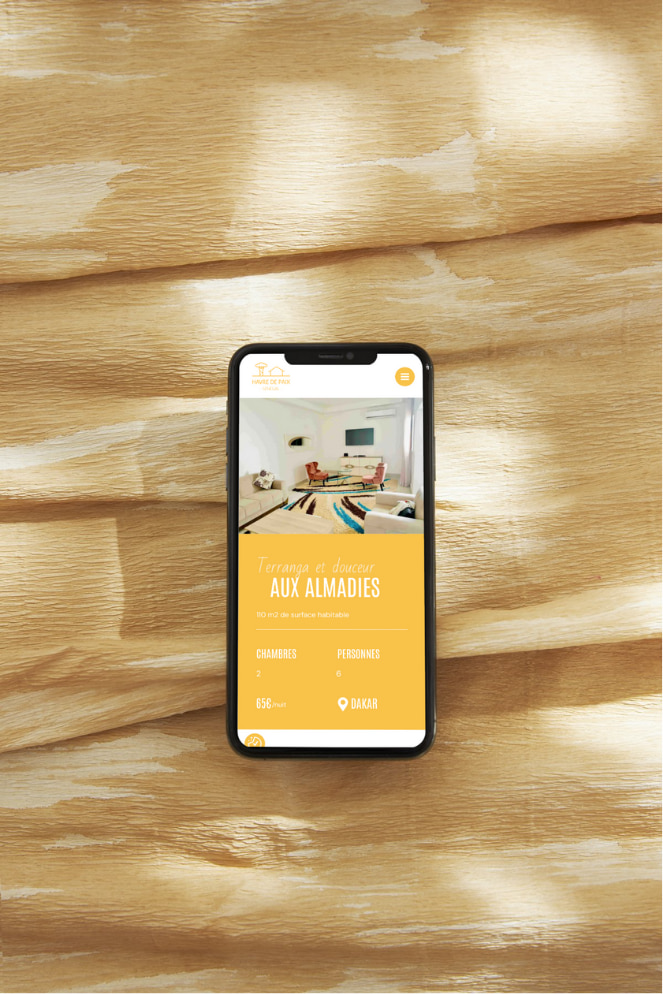 HAVRE DE PAIX
Terranga et douceur
AUX ALMADIES
110 m2 de surface habitable
CHAMBRES PERSONNES
2 6
65€/nuit DAKAR